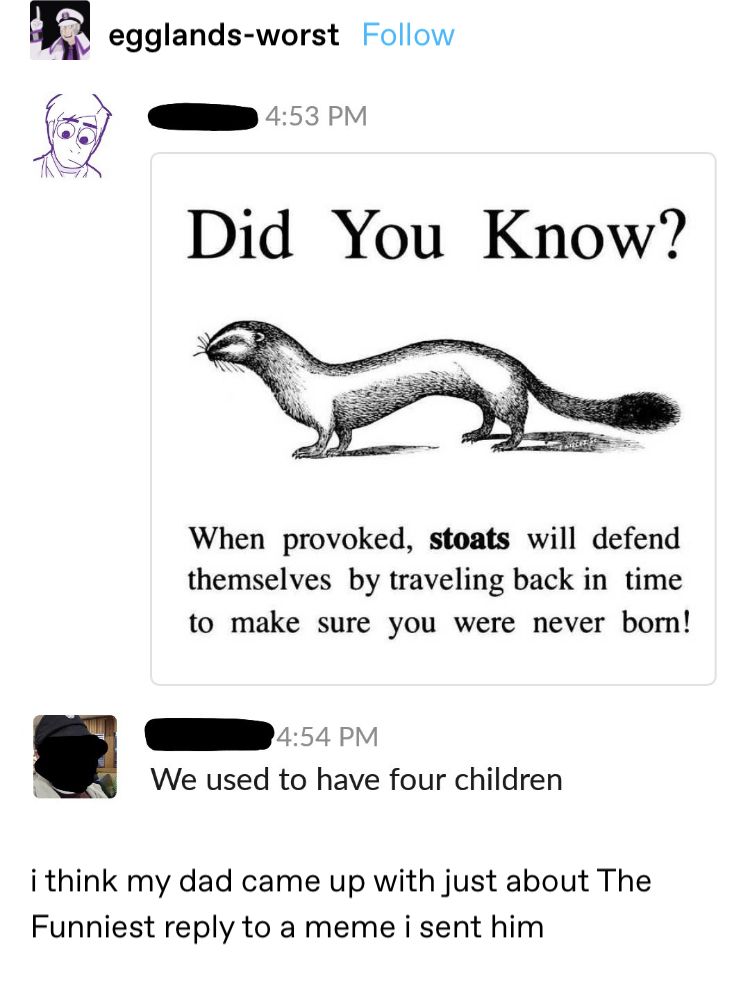 egglands-worst Follow
4:53 PM
Did You Know?
When provoked, stoats will defend
themselves by traveling back in time
to make sure you were never born!
4:54 PM
We used to have four children
i think my dad came up with just about The
Funniest reply to a meme i sent him